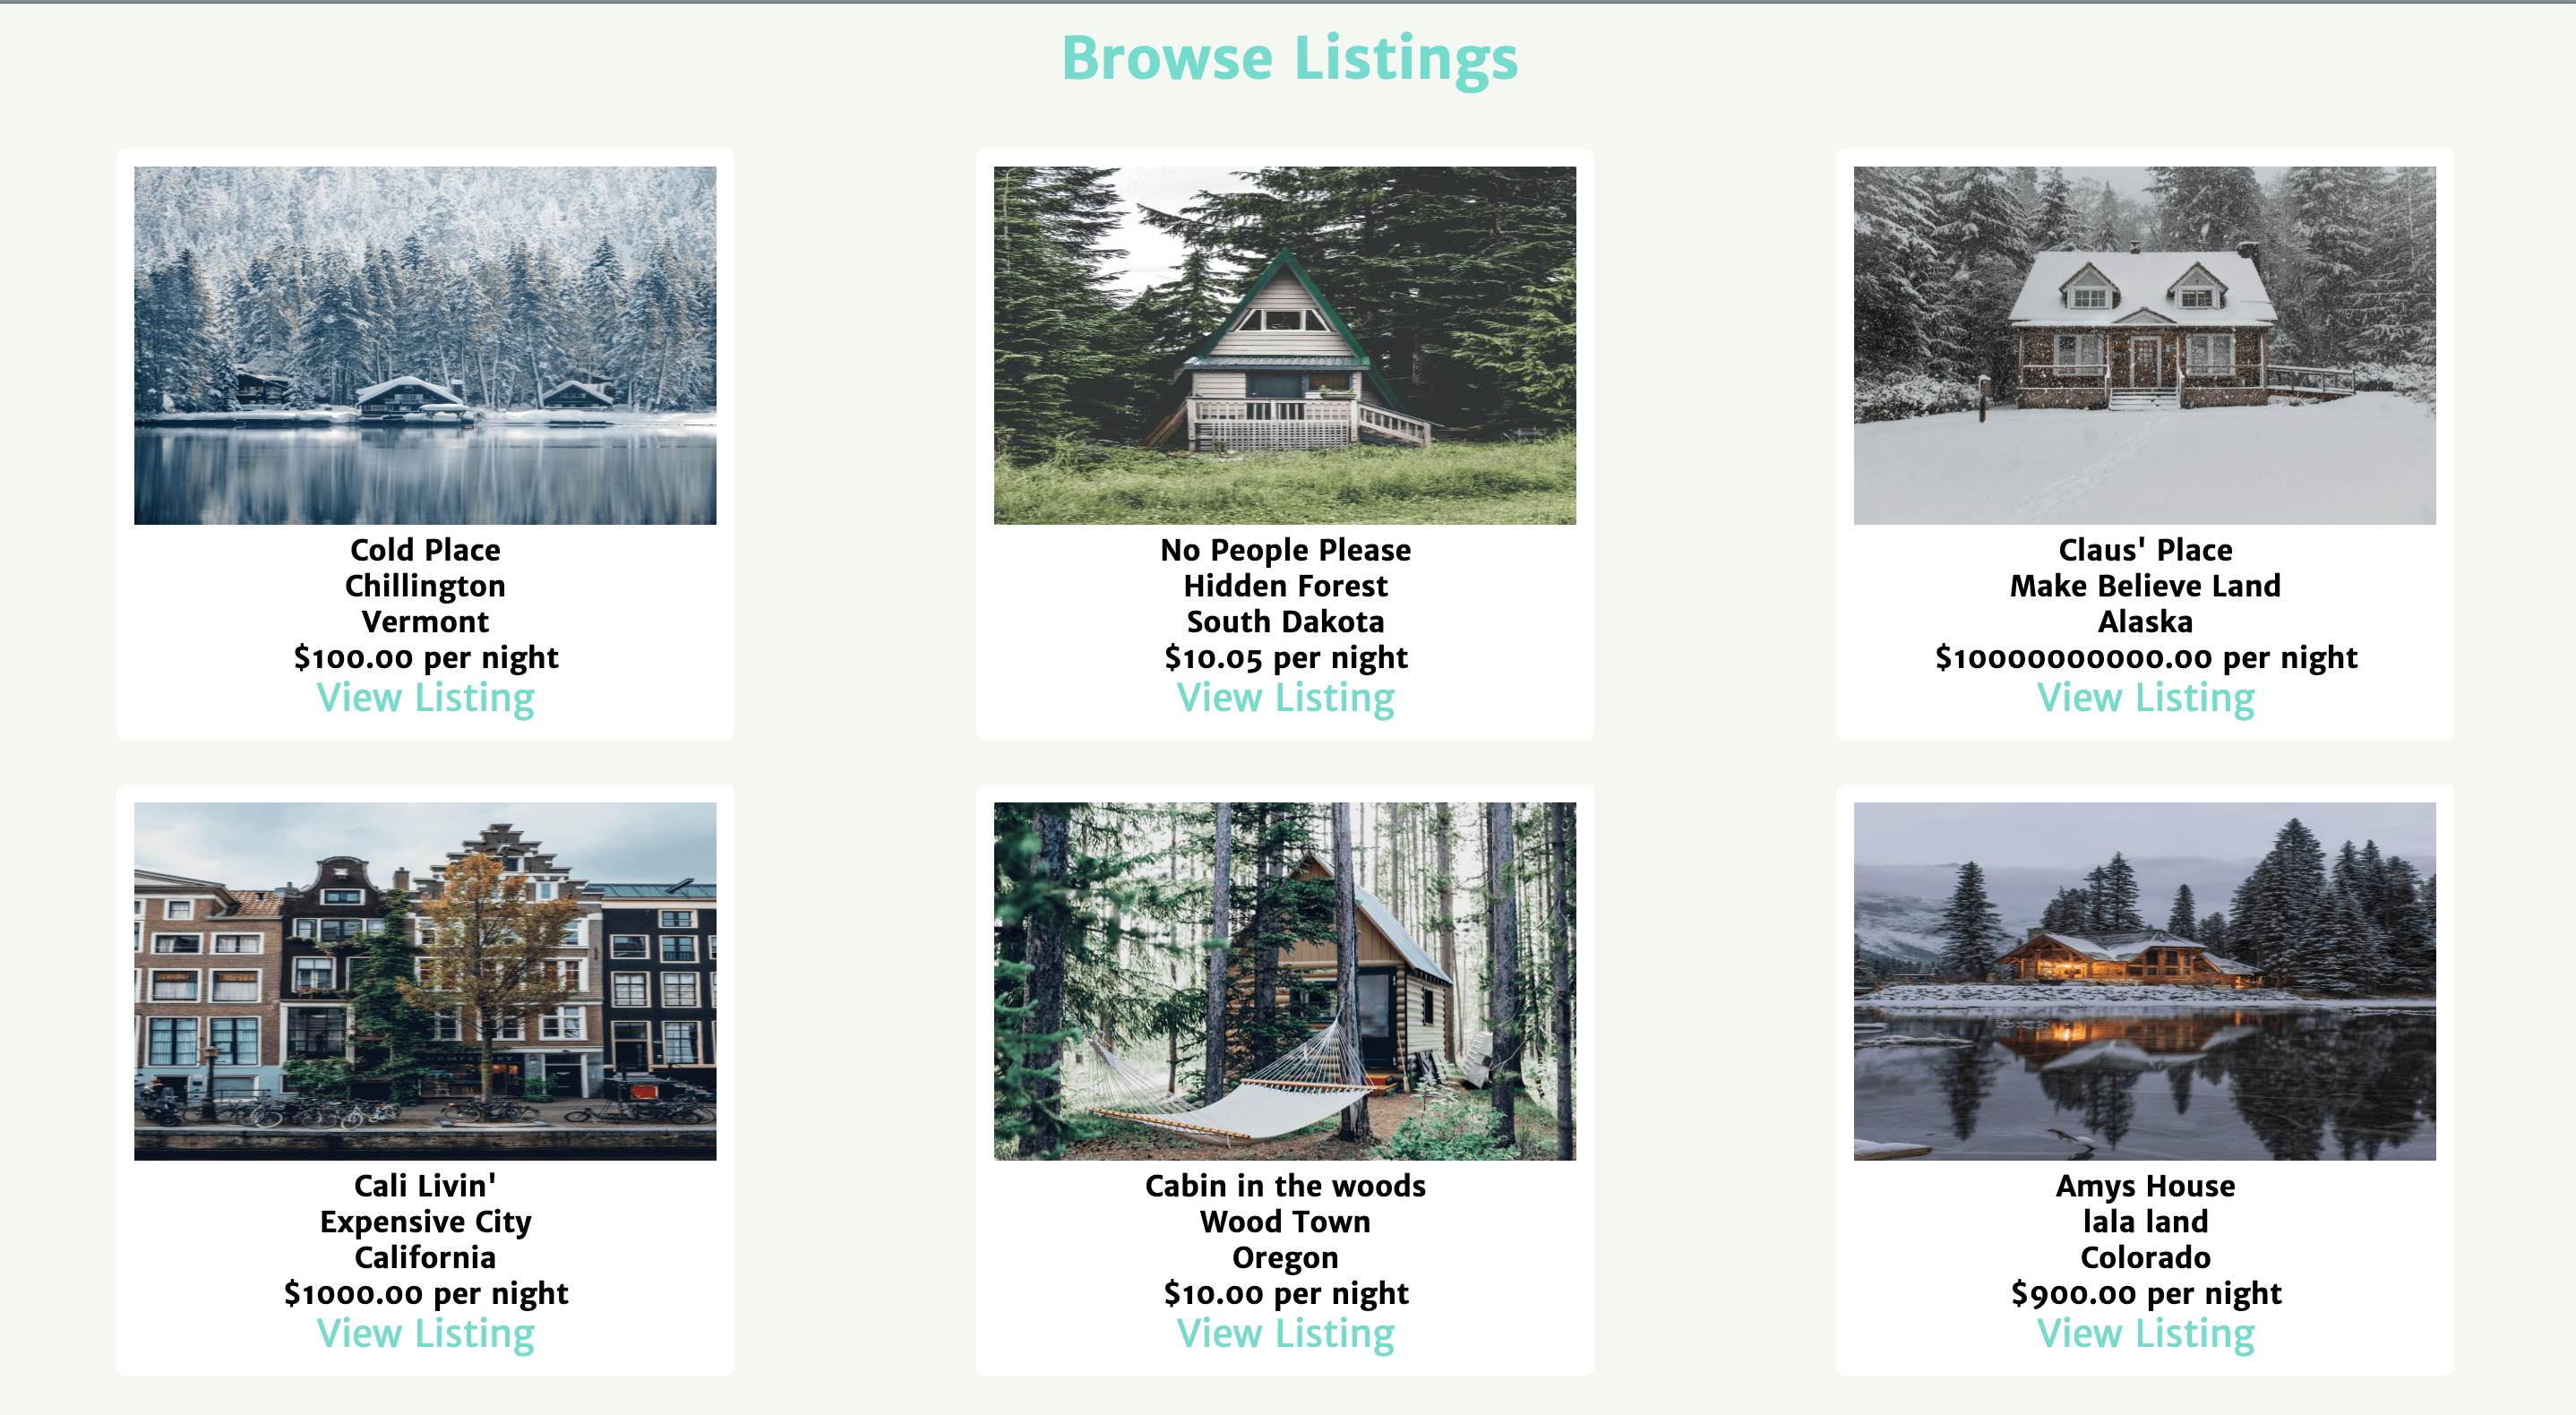 Browse Listings
Cold Place
Chillington
Vermont
$100.00 per night
View Listing
No People Please
Hidden Forest
South Dakota
$10.05 per night
View Listing
Claus' Place
Make Believe Land
Alaska
$10000000000.00 per night
View Listing
HEMPSTORY
Cali Livin'
Expensive City
California
$1000.00 per night
View Listing
Cabin in the woods
Wood Town
Oregon
$10.00 per night
View Listing
Amys House
lala land
Colorado
$900.00 per night
View Listing